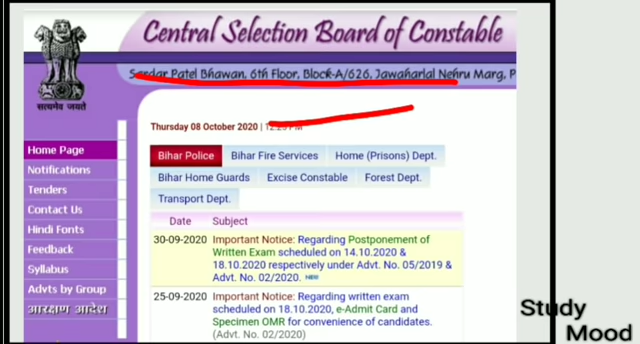 Central Selection Board of Constable
Sardar Patel Bhawan, 6th Floor, Block-A/626, Jawaharlal Nehru Marg, P
सत्यमेव जयते
Thursday 08 October 2020 |
Home Page
Notifications
Tenders
Contact Us
Hindi Fonts
Feedback
Syllabus
Advts by Group
आरक्षण आदेश
Bihar Police Bihar Fire Services Home (Prisons) Dept.
Bihar Home Guards Excise Constable Forest Dept.
Transport Dept.
Date Subject
30-09-2020 Important Notice: Regarding Postponement of
Written Exam scheduled on 14.10.2020 &
18.10.2020 respectively under Advt. No. 05/2019 &
Advt. No. 02/2020. NEW
25-09-2020 Important Notice: Regarding written exam
scheduled on 18.10.2020, e-Admit Card and
Specimen OMR for convenience of candidates.
(Advt. No. 02/2020)
Study
Mood